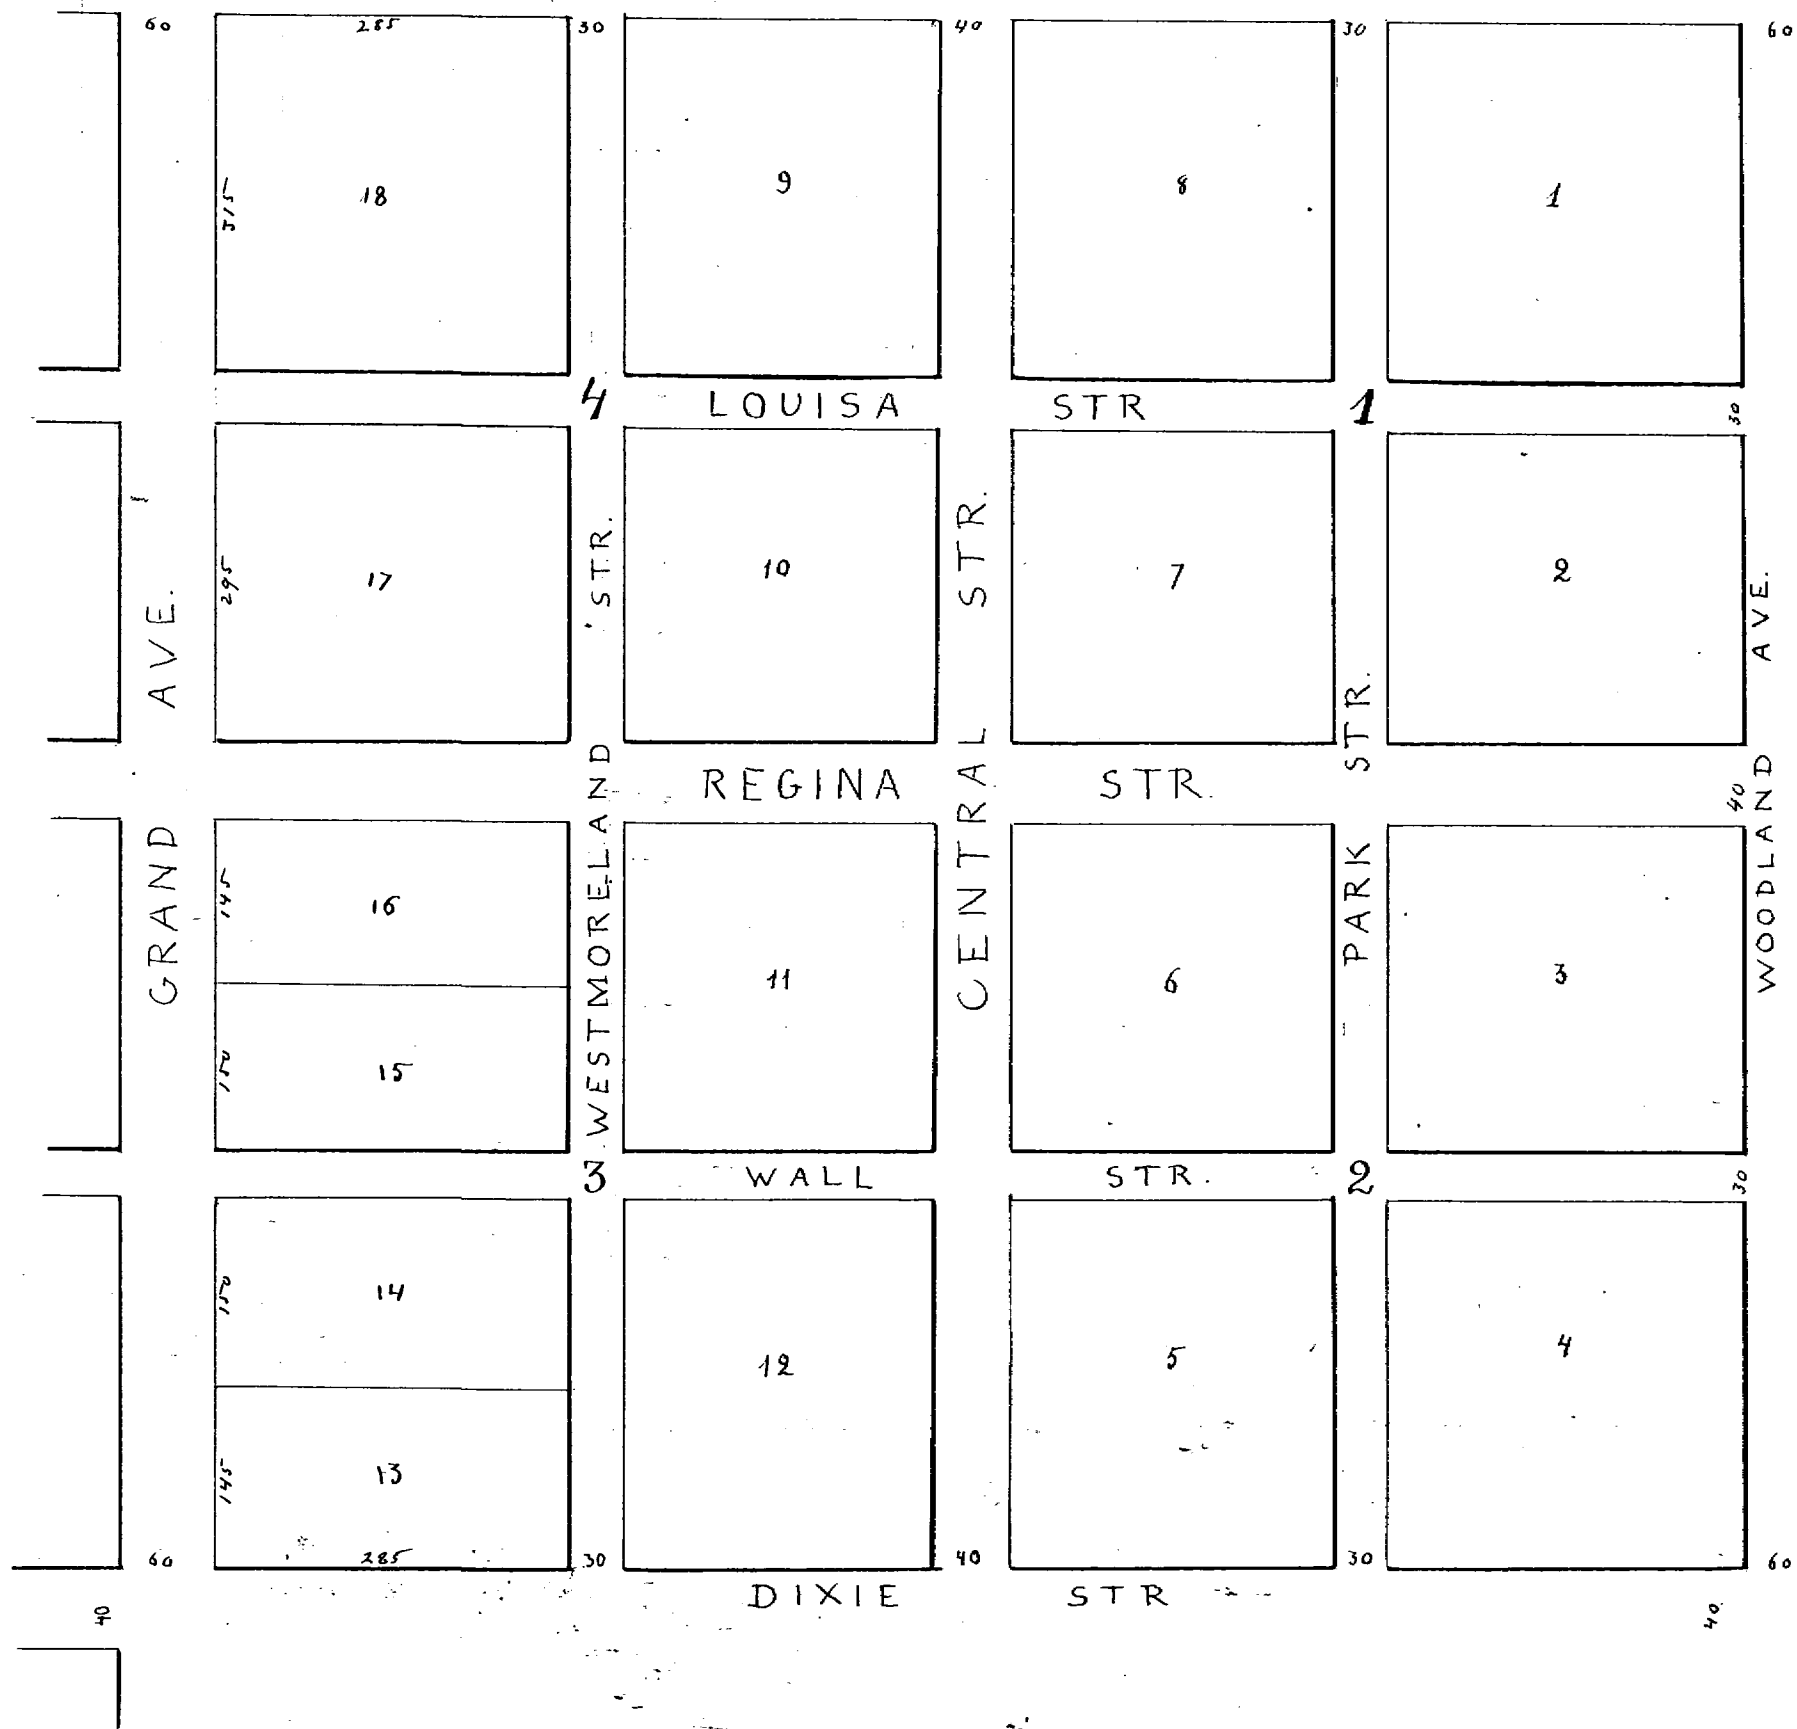 60 285 30 40 30 60
315 18 9 8 1
4 LOUISA STR 1 30
295 17 10 7 2
REGINA STR. 40
145 16
11 6 3
150 15
3 WALL STR. 2 30
150 14
12 5 4
145 13
60 285 30 40 30 60
DIXIE STR
40 40
GRAND AVE.
WESTMORELAND STR.
CENTRAL STR.
PARK STR.
WOODLAND AVE.